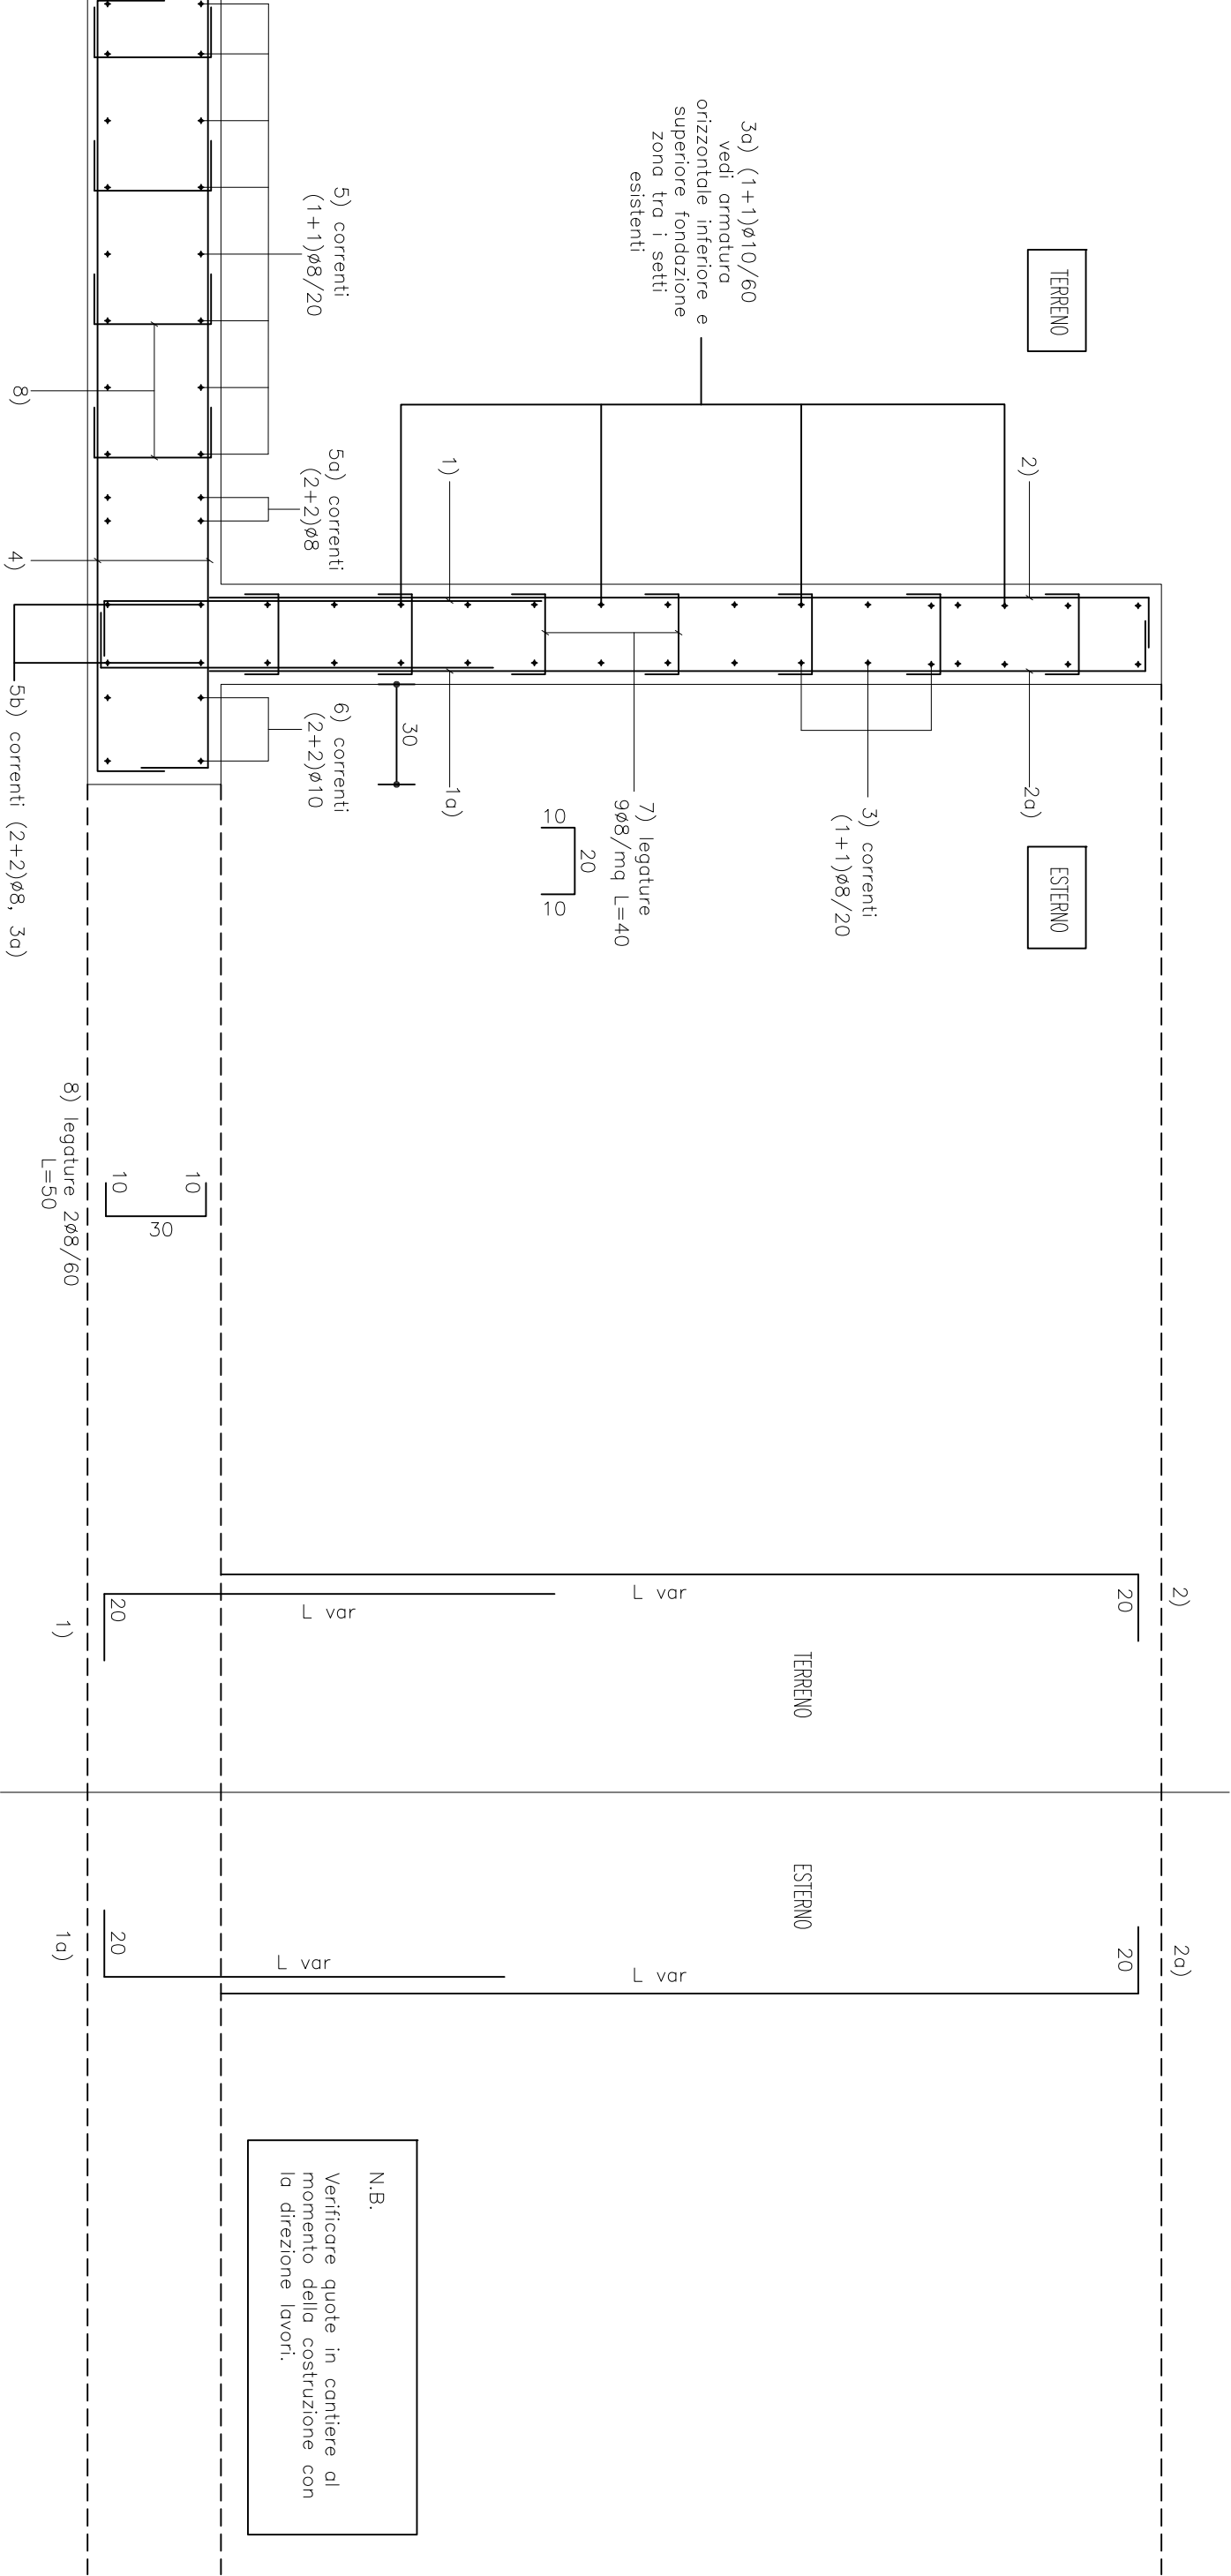 TERRENO
ESTERNO
2)
2a)
3a) (1+1)ø10/60
vedi armatura
orizzontale inferiore e
superiore fondazione
zona tra i setti
esistenti
3) correnti
(1+1)ø8/20
7) legature
9ø8/mq L=40
10
20
10
1)
1a)
30
5) correnti
(1+1)ø8/20
5a) correnti
(2+2)ø8
6) correnti
(2+2)ø10
8)
4)
5b) correnti (2+2)ø8, 3a)
10
10
30
8) legature 2ø8/60
L=50
2)
20
L var
L var
20
1)
TERRENO
ESTERNO
2a)
20
L var
L var
20
1a)
N.B.
Verificare quote in cantiere al
momento della costruzione con
la direzione lavori.